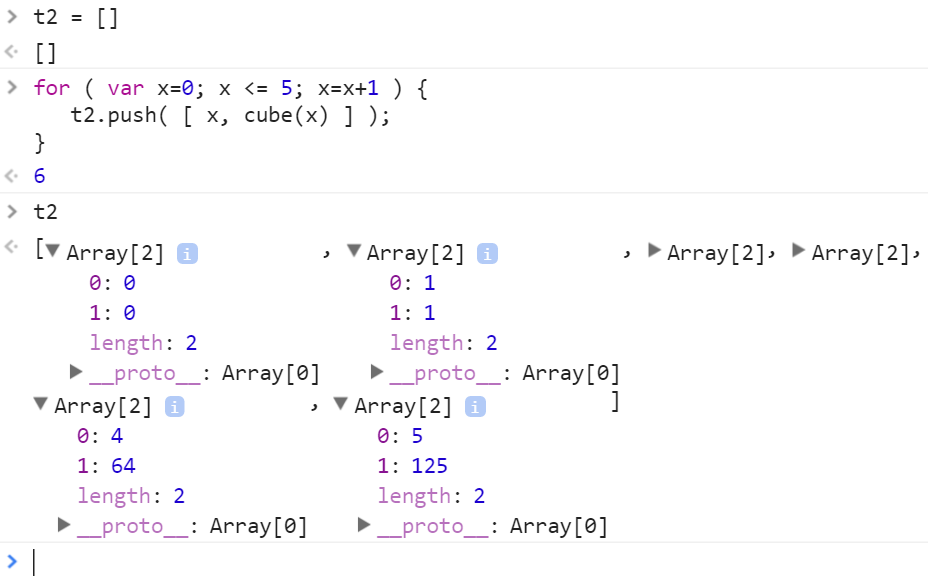 > t2 = []
<· []
> for ( var x=0; x <= 5; x=x+1 ) {
t2.push( [ x, cube(x) ] );
}
<· 6
> t2
<· [▼Array[2] i , ▼Array[2] i , ▶Array[2], ▶Array[2],
0: 0 0: 1
1: 0 1: 1
length: 2 length: 2
▶__proto__: Array[0] ▶__proto__: Array[0]
▼Array[2] i , ▼Array[2] i ]
0: 4 0: 5
1: 64 1: 125
length: 2 length: 2
▶__proto__: Array[0] ▶__proto__: Array[0]
>